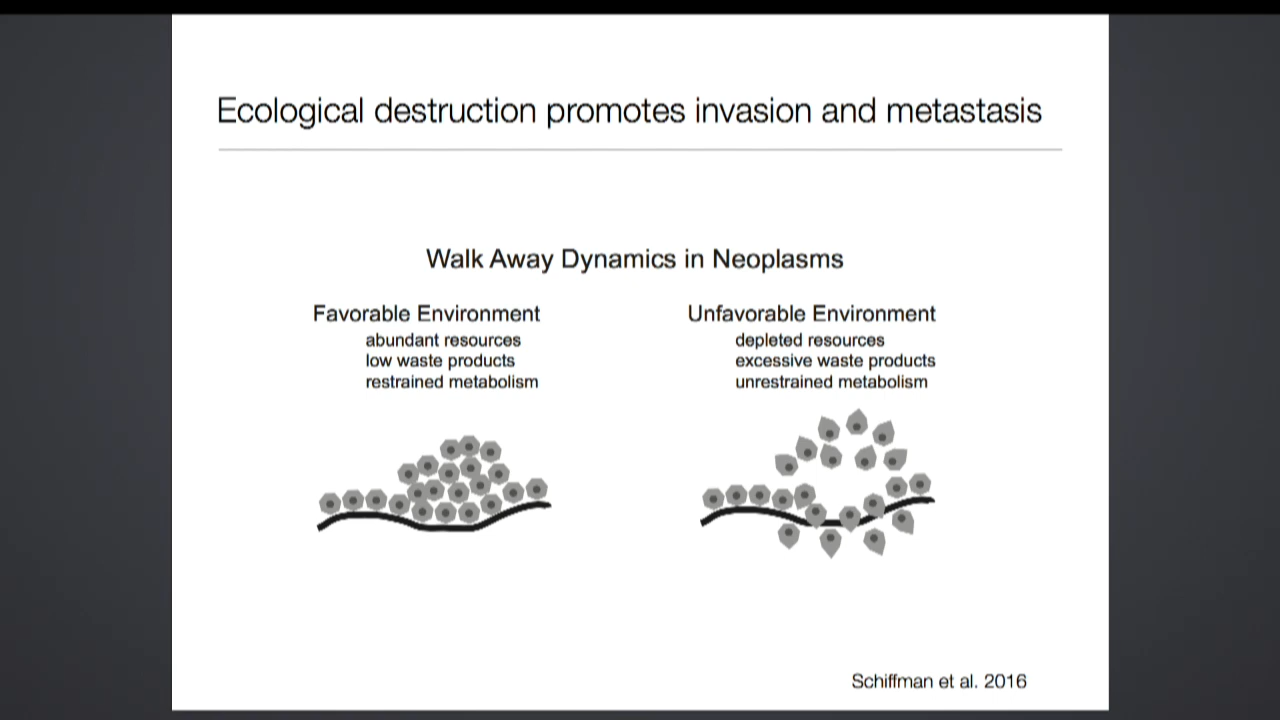 Ecological destruction promotes invasion and metastasis
Walk Away Dynamics in Neoplasms
Favorable Environment
abundant resources
low waste products
restrained metabolism
Unfavorable Environment
depleted resources
excessive waste products
unrestrained metabolism
Schiffman et al. 2016